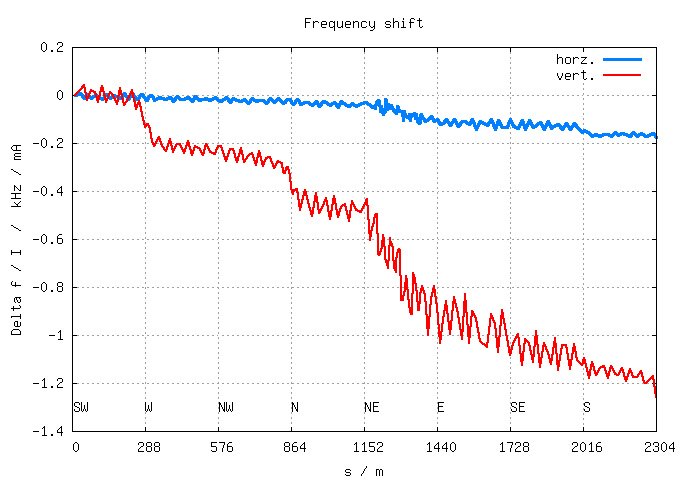 Frequency shift
0.2
horz.
vert.
0
-0.2
-0.4
-0.6
-0.8
-1
-1.2
-1.4
Delta f / I  /  kHz / mA
SW W NW N NE E SE S
0 288 576 864 1152 1440 1728 2016 2304
s / m